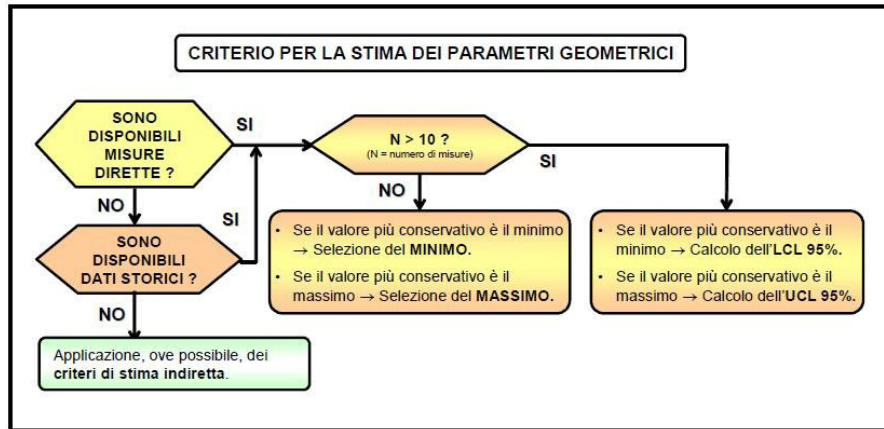 CRITERIO PER LA STIMA DEI PARAMETRI GEOMETRICI
SONO
DISPONIBILI
MISURE
DIRETTE ?
SI
N > 10 ?
(N = numero di misure)
SI
NO
NO
SI
SONO
DISPONIBILI
DATI STORICI ?
• Se il valore più conservativo è il minimo
→ Selezione del MINIMO.
• Se il valore più conservativo è il
massimo → Selezione del MASSIMO.
• Se il valore più conservativo è il
minimo → Calcolo dell'LCL 95%.
• Se il valore più conservativo è il
massimo → Calcolo dell'UCL 95%.
NO
Applicazione, ove possibile, dei
criteri di stima indiretta.